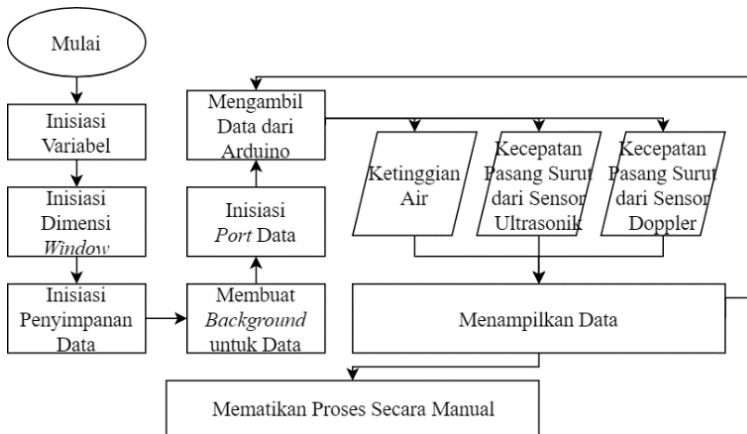 Mulai
Inisiasi
Variabel
Inisiasi
Dimensi
Window
Inisiasi
Penyimpanan
Data
Membuat
Background
untuk Data
Inisiasi
Port Data
Mengambil
Data dari
Arduino
Ketinggian
Air
Kecepatan
Pasang Surut
dari Sensor
Ultrasonik
Kecepatan
Pasang Surut
dari Sensor
Doppler
Menampilkan Data
Mematikan Proses Secara Manual